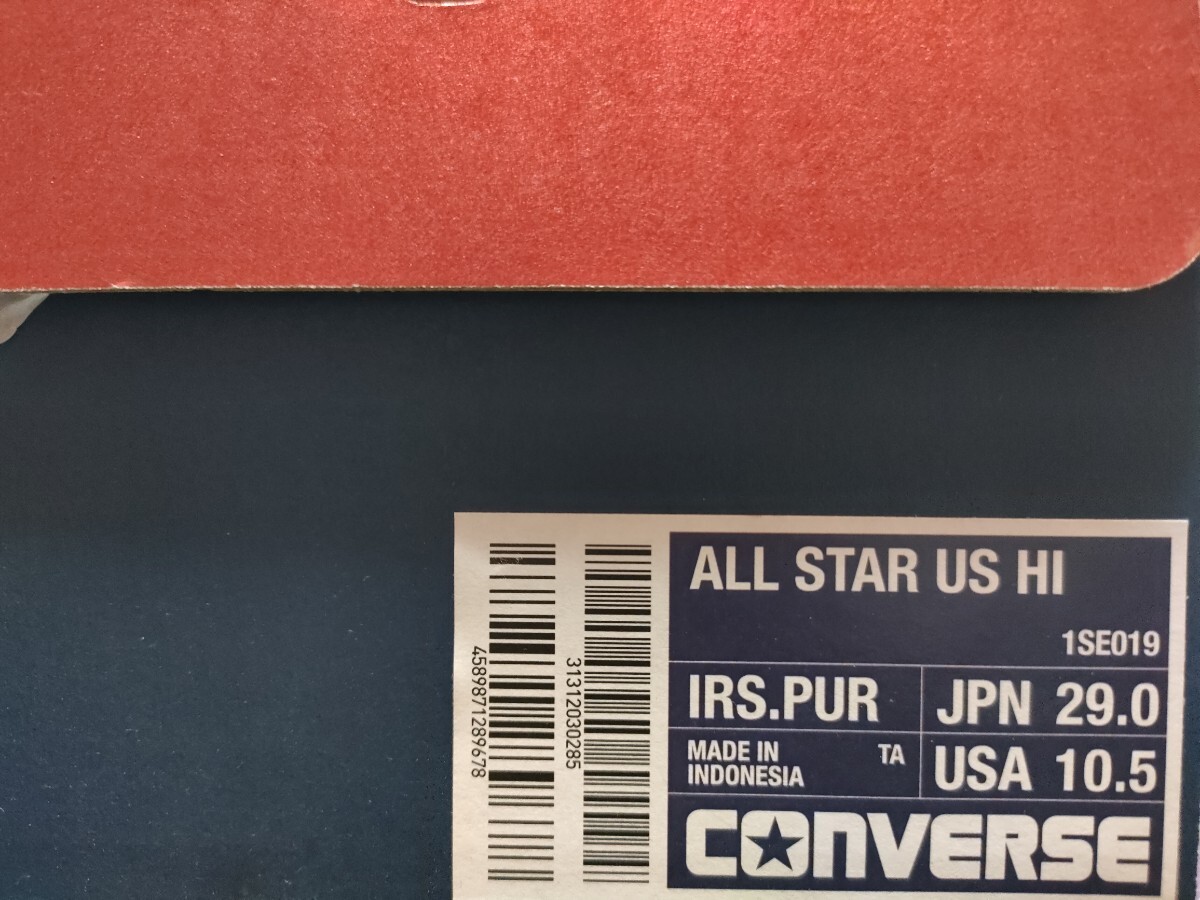 ALL STAR US HI
1SE019
IRS.PUR
JPN 29.0
MADE IN
INDONESIA
TA
USA 10.5
CONVERSE
4589871289678
31312030285